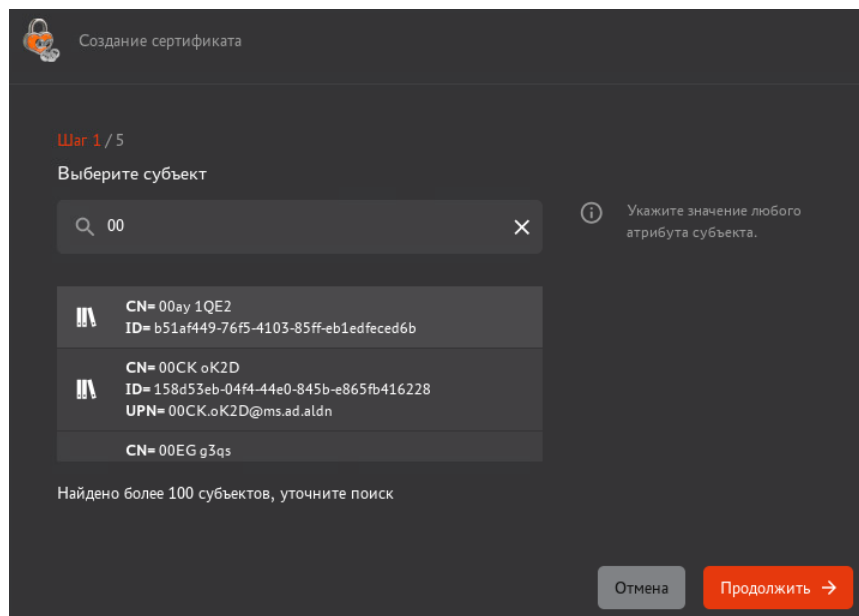 Создание сертификата
Шаг 1 / 5
Выберите субъект
00
Укажите значение любого
атрибута субъекта.
CN= 00ay 1QE2
ID= b51af449-76f5-4103-85ff-eb1edfeced6b
CN= 00CK oK2D
ID= 158d53eb-04f4-44e0-845b-e865fb416228
UPN= 00CK.oK2D@ms.ad.aldn
CN= 00EG g3qs
Найдено более 100 субъектов, уточните поиск
Отмена
Продолжить →